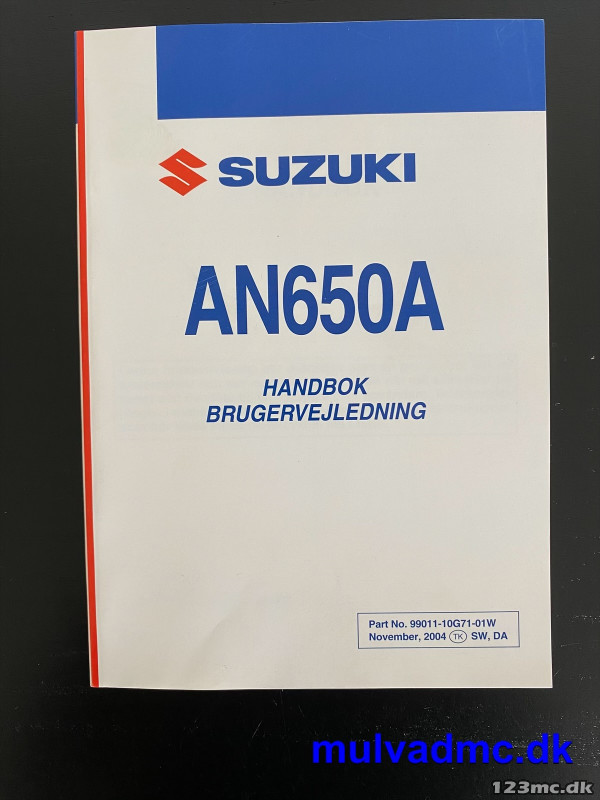 SUZUKI
AN650A
HANDBOK
BRUGERVEJLEDNING
Part No. 99011-10G71-01W
November, 2004 TK SW, DA
mulvadmc.dk
123mc.dk